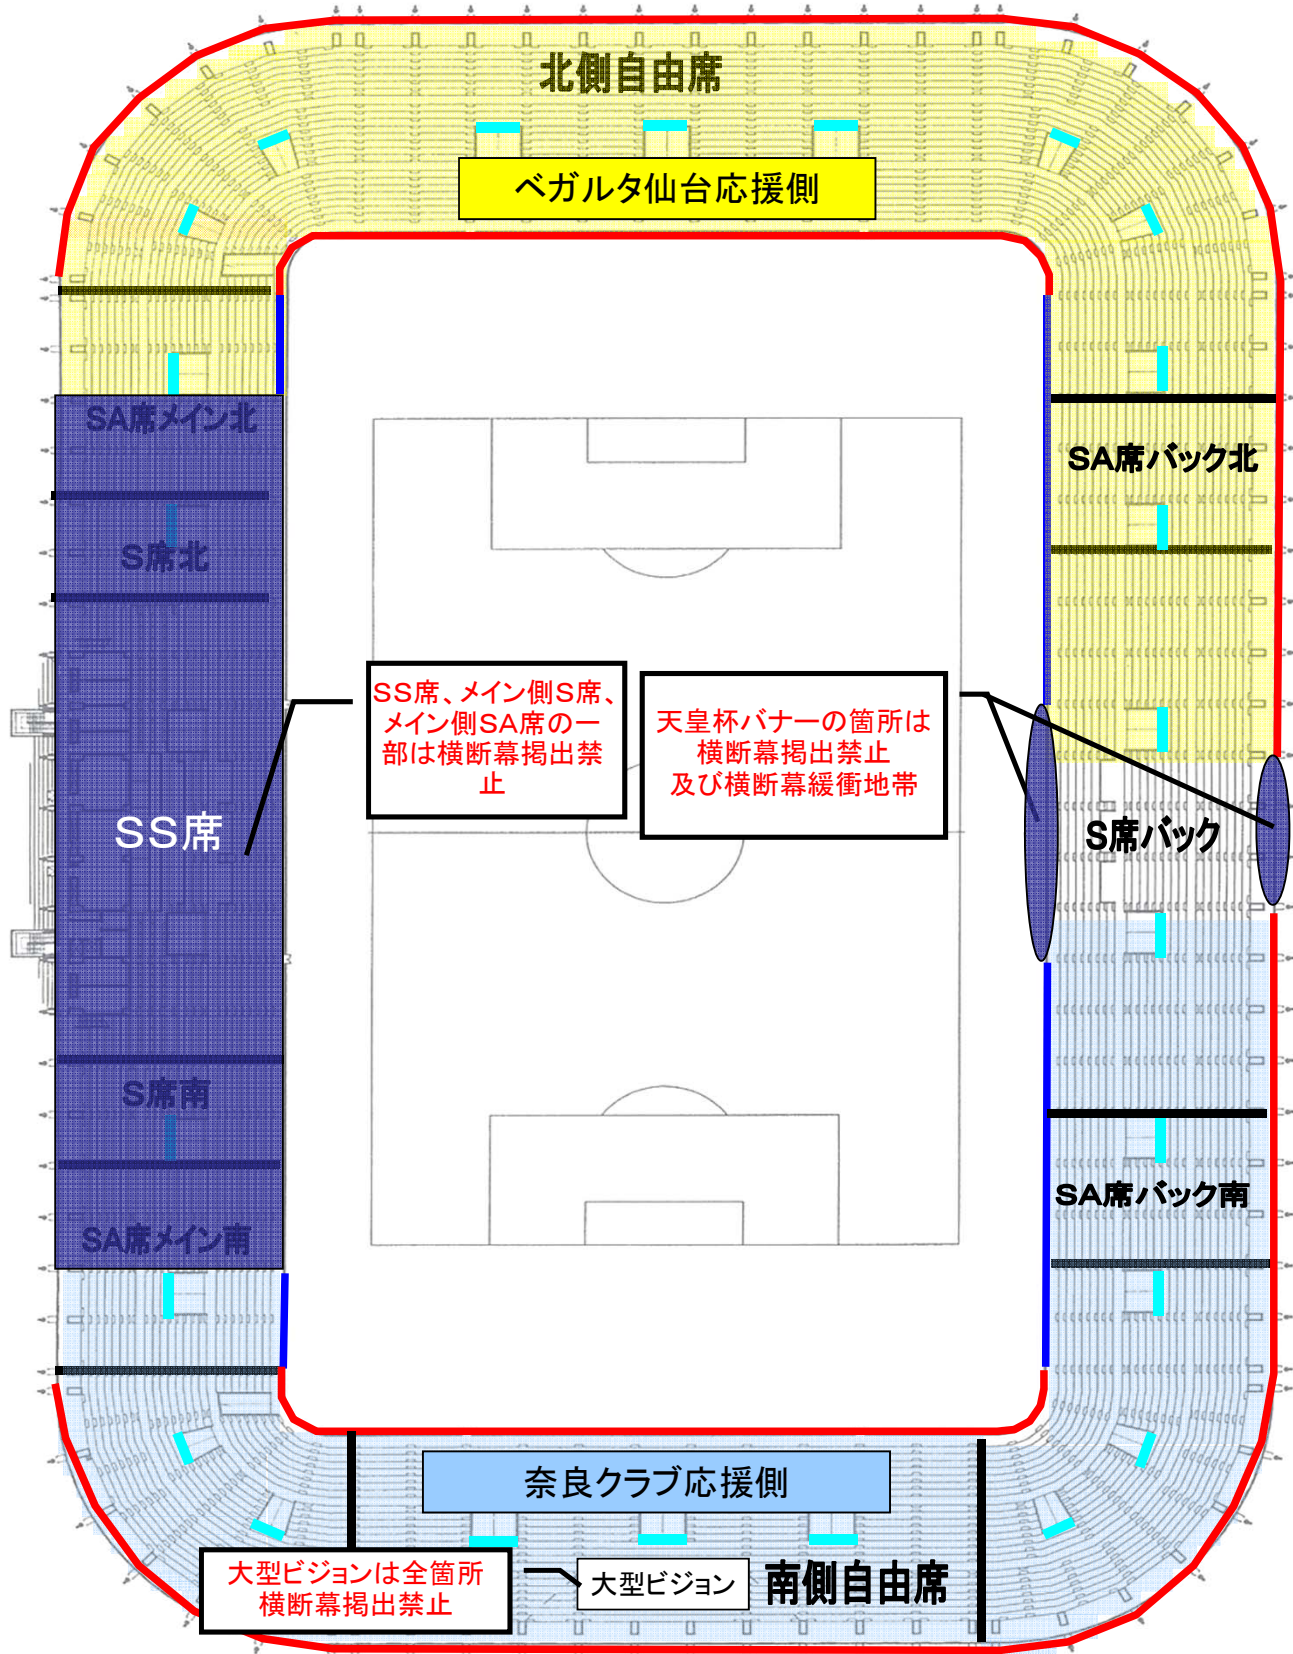 北側自由席
ベガルタ仙台応援側
SA席メイン北
SA席バック北
S席北
SS席、メイン側S席、
メイン側SA席の一
部は横断幕掲出禁
止
天皇杯バナーの箇所は
横断幕掲出禁止
及び横断幕緩衝地帯
SS席
S席バック
S席南
SA席バック南
SA席メイン南
奈良クラブ応援側
大型ビジョンは全箇所
横断幕掲出禁止
大型ビジョン
南側自由席